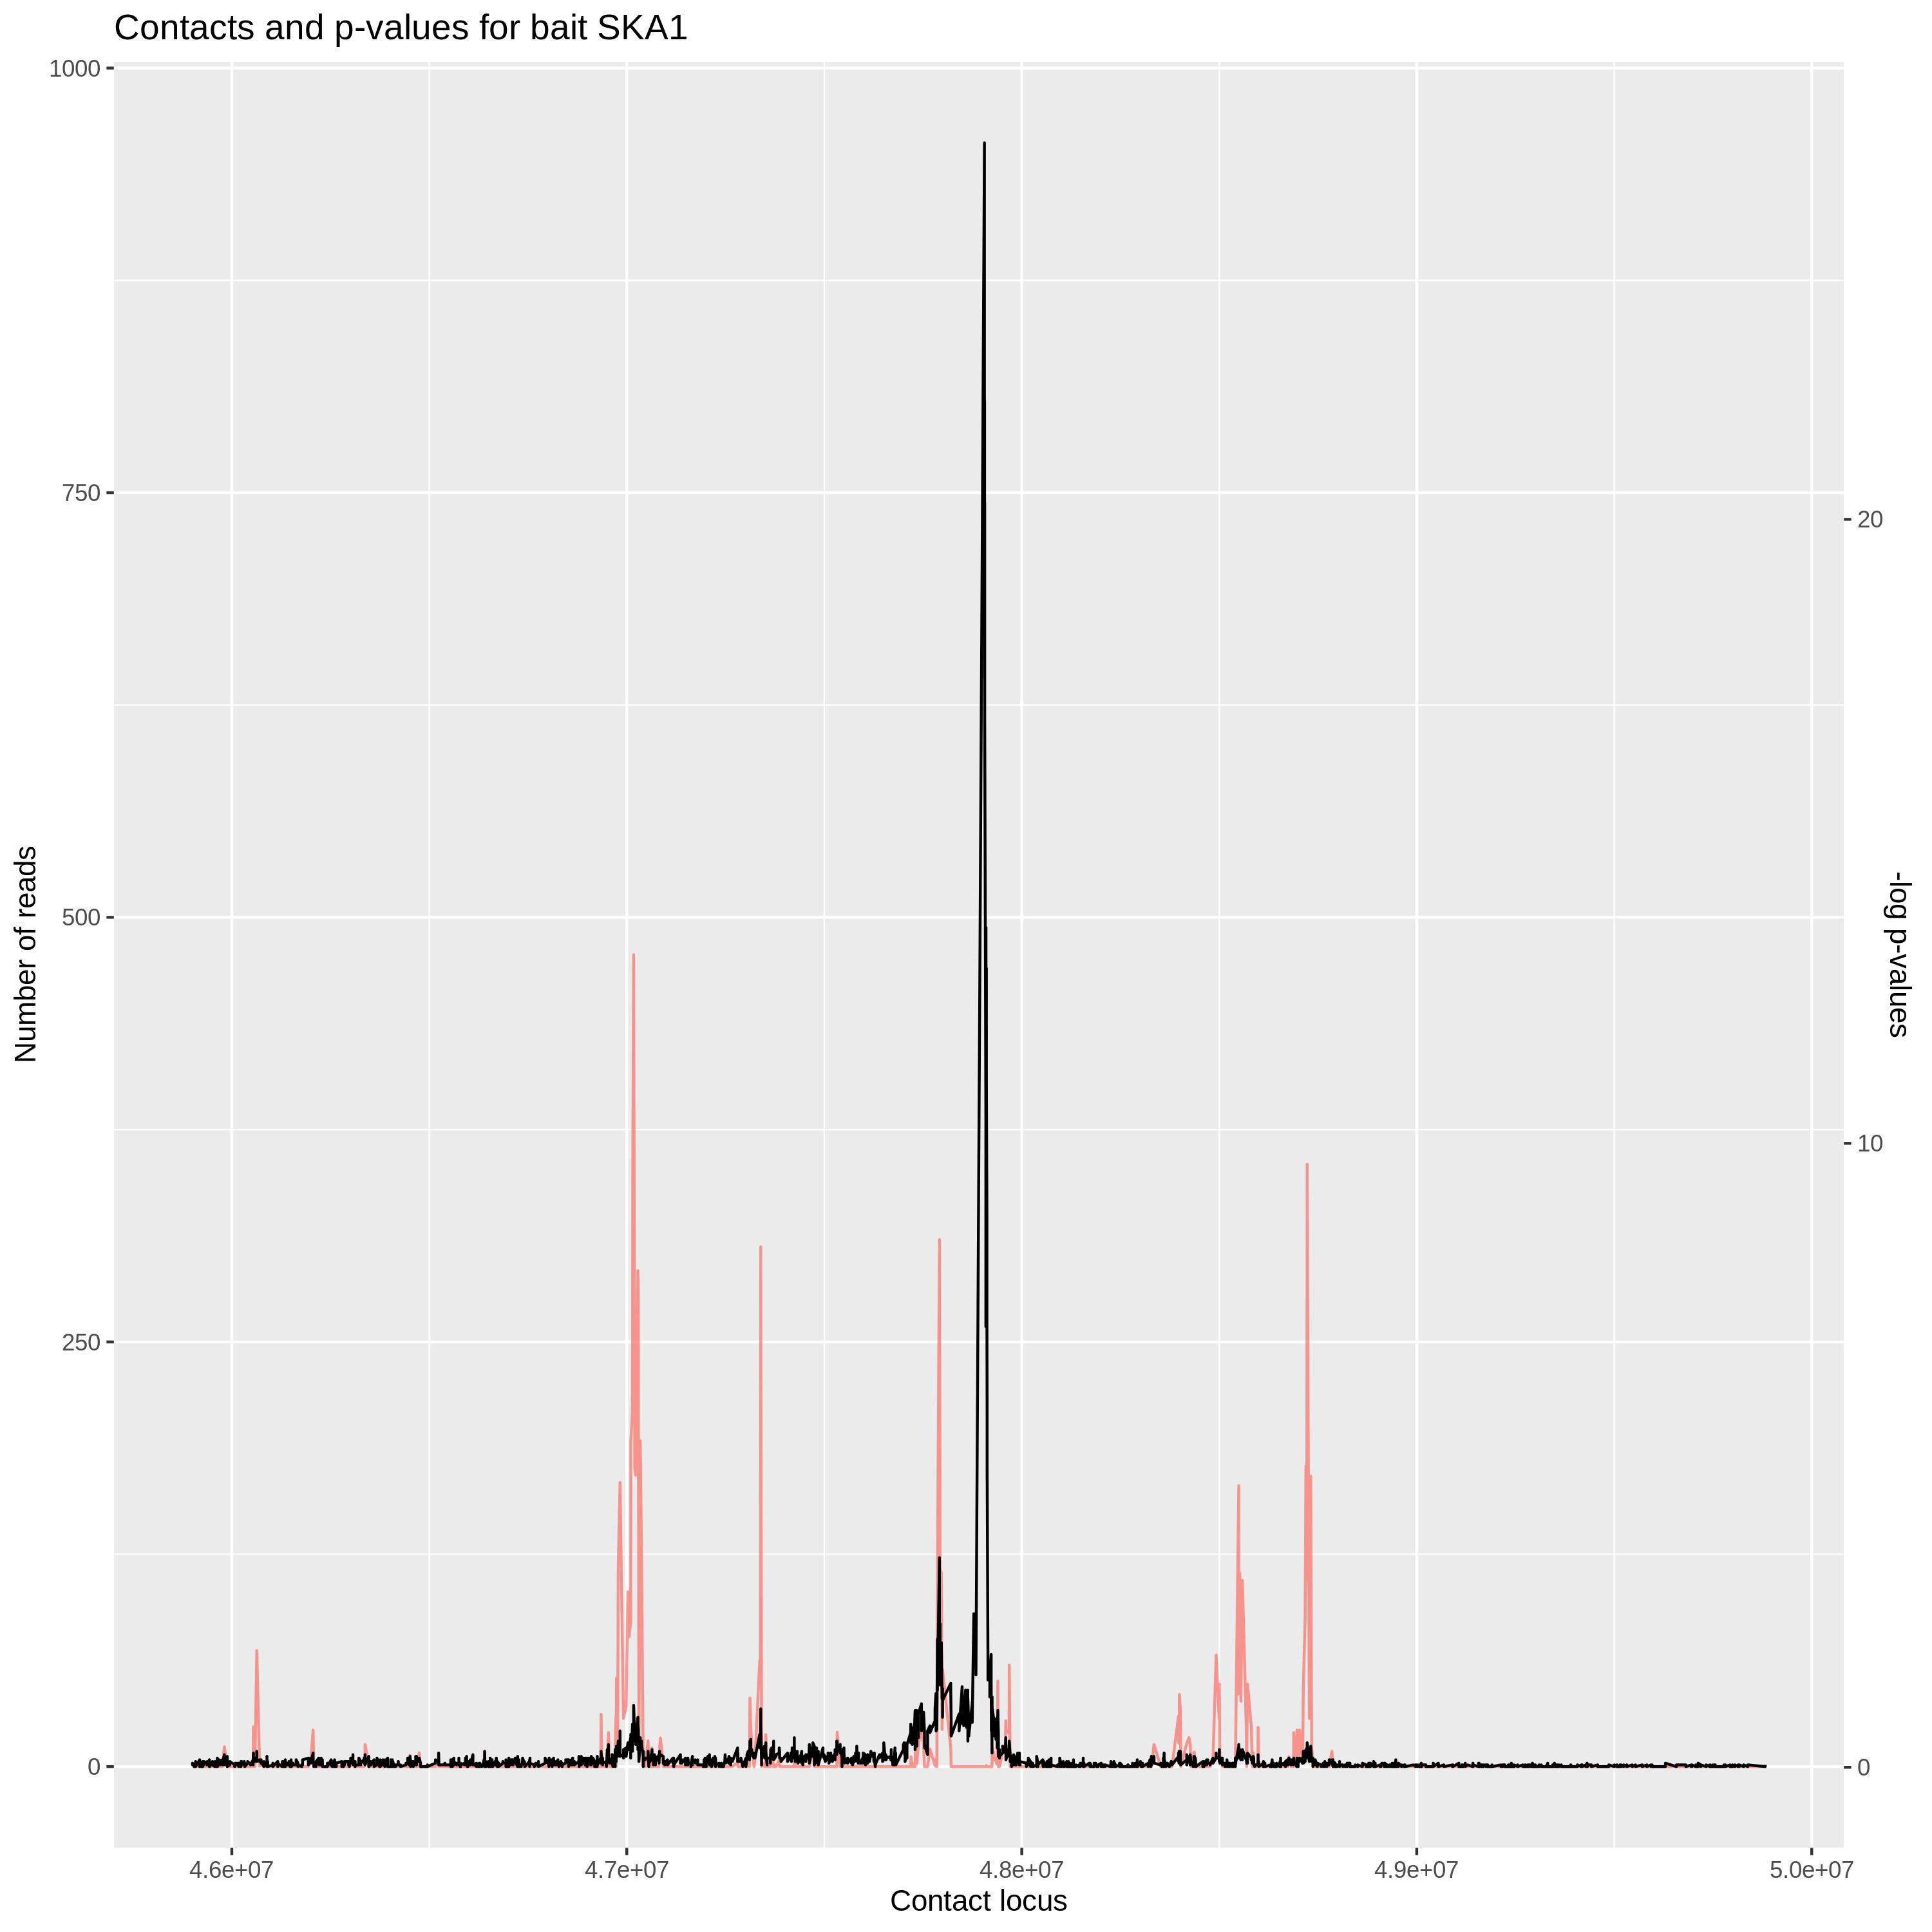 Contacts and p-values for bait SKA1
1000
750
500
250
0
Number of reads
20
10
0
-log p-values
4.6e+07
4.7e+07
4.8e+07
4.9e+07
5.0e+07
Contact locus